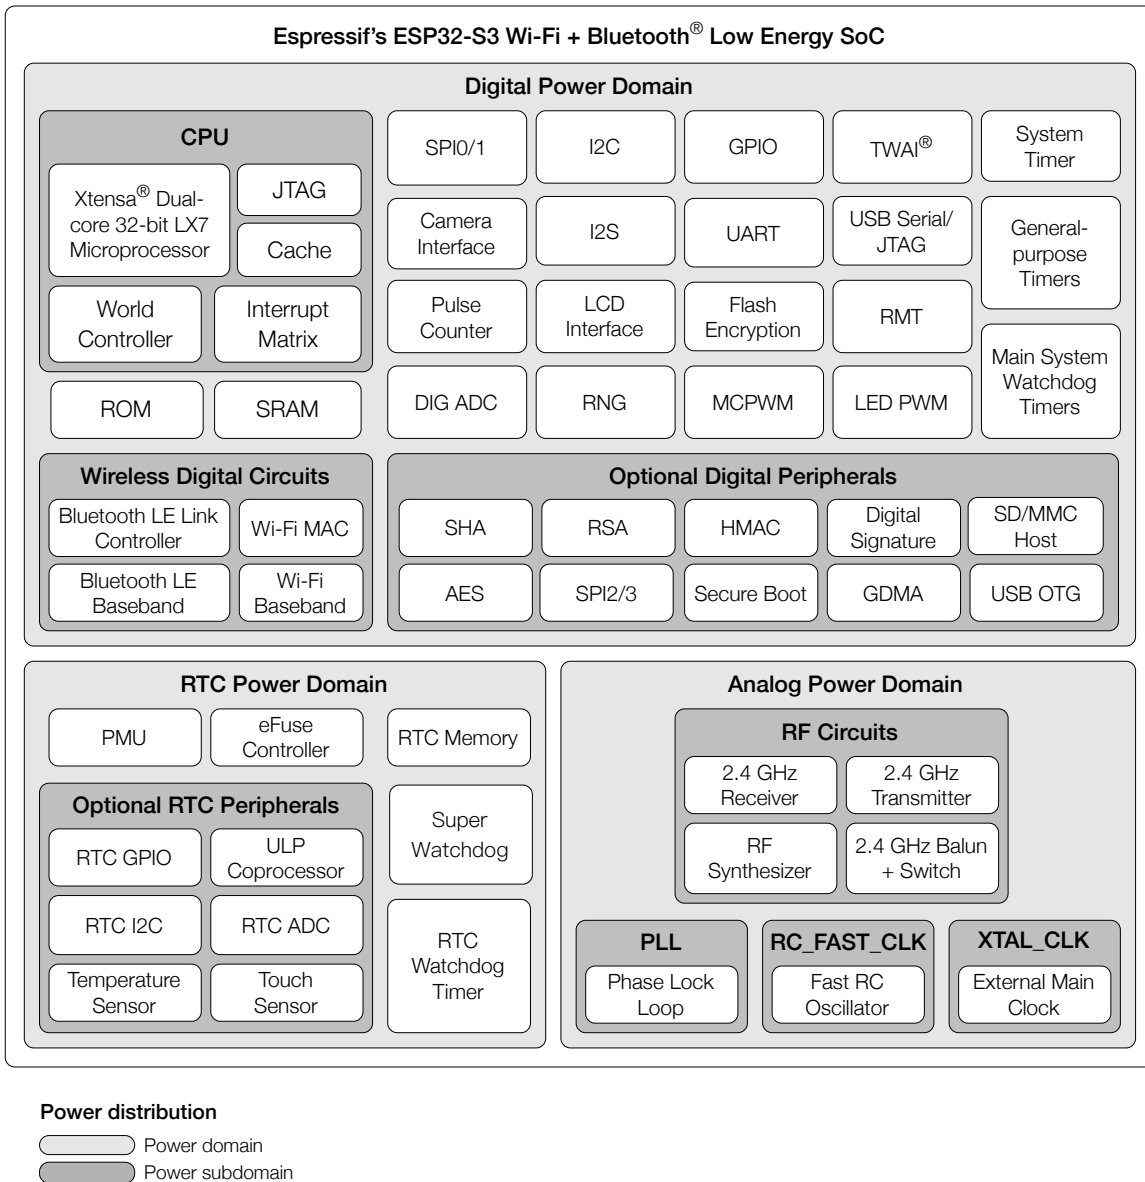 Espressif's ESP32-S3 Wi-Fi + Bluetooth® Low Energy SoC
Digital Power Domain
CPU
Xtensa® Dual-
core 32-bit LX7
Microprocessor
JTAG
Cache
World
Controller
Interrupt
Matrix
ROM
SRAM
SPI0/1
I2C
GPIO
TWAI®
System
Timer
Camera
Interface
I2S
UART
USB Serial/
JTAG
General-
purpose
Timers
Pulse
Counter
LCD
Interface
Flash
Encryption
RMT
Main System
Watchdog
Timers
DIG ADC
RNG
MCPWM
LED PWM
Wireless Digital Circuits
Bluetooth LE Link
Controller
Wi-Fi MAC
Bluetooth LE
Baseband
Wi-Fi
Baseband
Optional Digital Peripherals
SHA
RSA
HMAC
Digital
Signature
SD/MMC
Host
AES
SPI2/3
Secure Boot
GDMA
USB OTG
RTC Power Domain
PMU
eFuse
Controller
RTC Memory
Optional RTC Peripherals
RTC GPIO
ULP
Coprocessor
RTC I2C
RTC ADC
Temperature
Sensor
Touch
Sensor
Super
Watchdog
RTC
Watchdog
Timer
Analog Power Domain
RF Circuits
2.4 GHz
Receiver
2.4 GHz
Transmitter
RF
Synthesizer
2.4 GHz Balun
+ Switch
PLL
Phase Lock
Loop
RC_FAST_CLK
Fast RC
Oscillator
XTAL_CLK
External Main
Clock
Power distribution
Power domain
Power subdomain